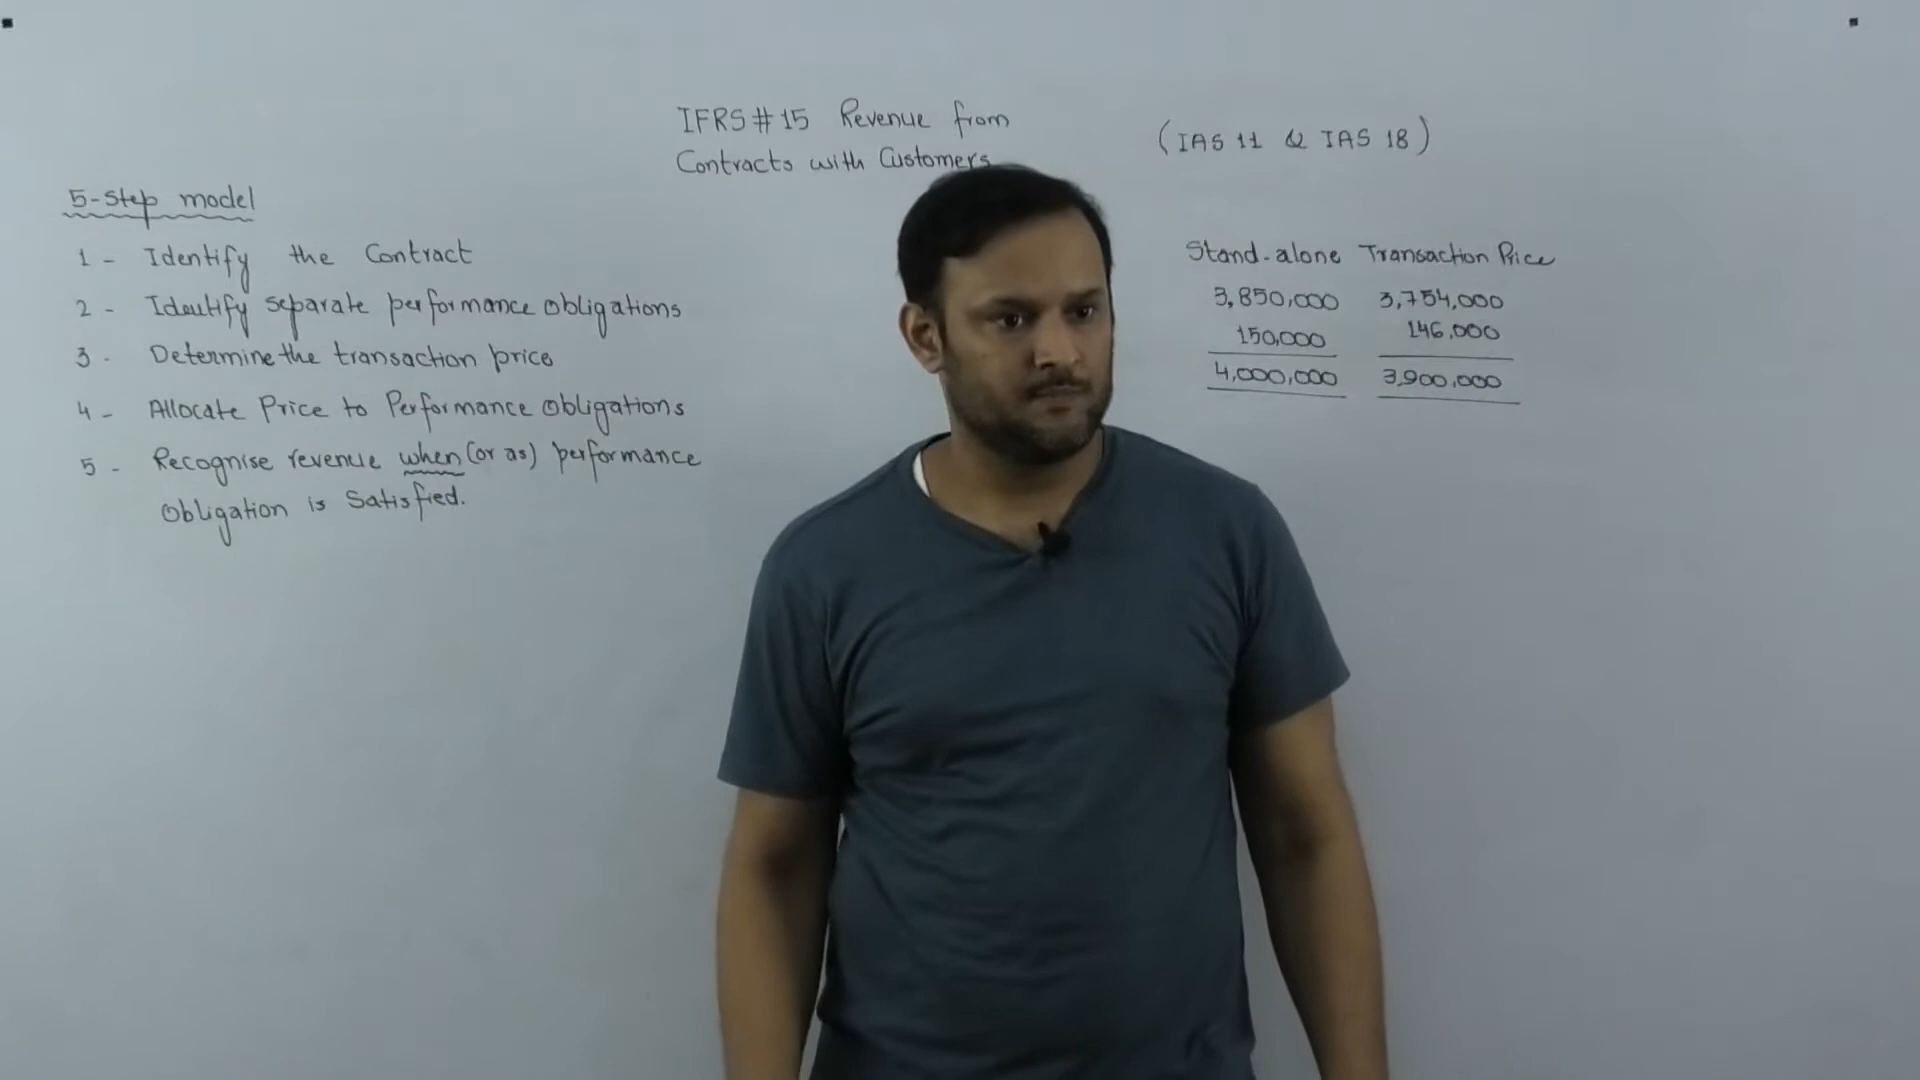 IFRS # 15 Revenue from
Contracts with Customers
(IAS 11 & IAS 18)
5-Step model
1 - Identify the Contract
2 - Identify separate performance obligations
3 - Determine the transaction price
4 - Allocate Price to Performance Obligations
5 - Recognise revenue when (or as) performance
Obligation is Satisfied.
Stand-alone Transaction Price
3,850,000 3,754,000
150,000 146,000
4,000,000 3,900,000